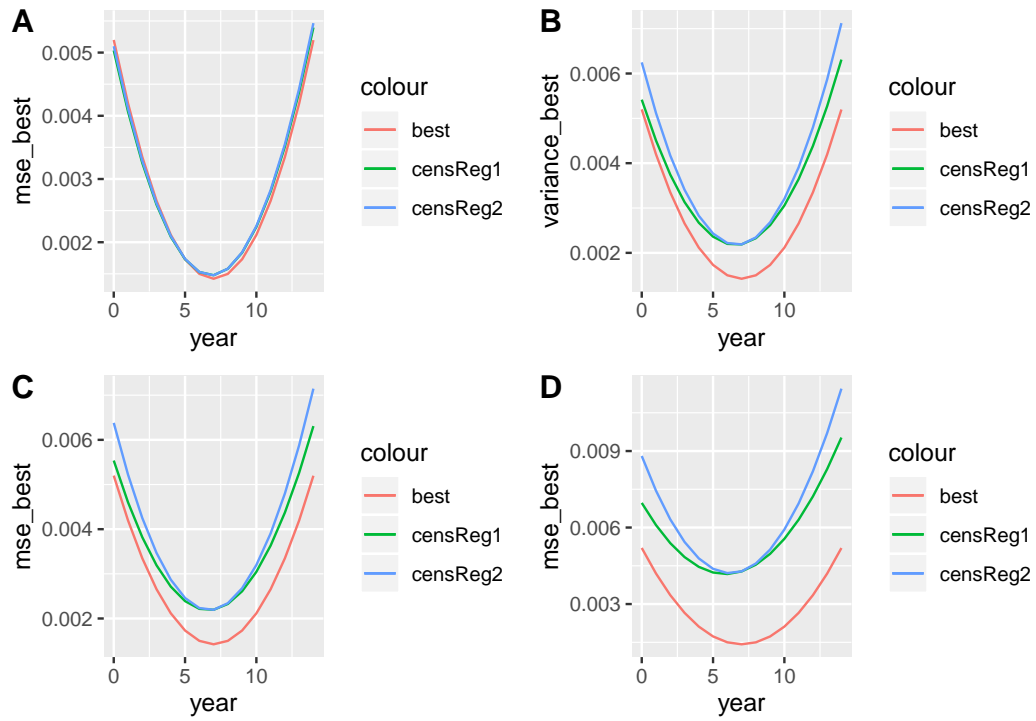 A
mse_best
0.005
0.004
0.003
0.002
0
5
10
year
colour
best
censReg1
censReg2
B
variance_best
0.006
0.004
0.002
0
5
10
year
colour
best
censReg1
censReg2
C
mse_best
0.006
0.004
0.002
0
5
10
year
colour
best
censReg1
censReg2
D
mse_best
0.009
0.006
0.003
0
5
10
year
colour
best
censReg1
censReg2